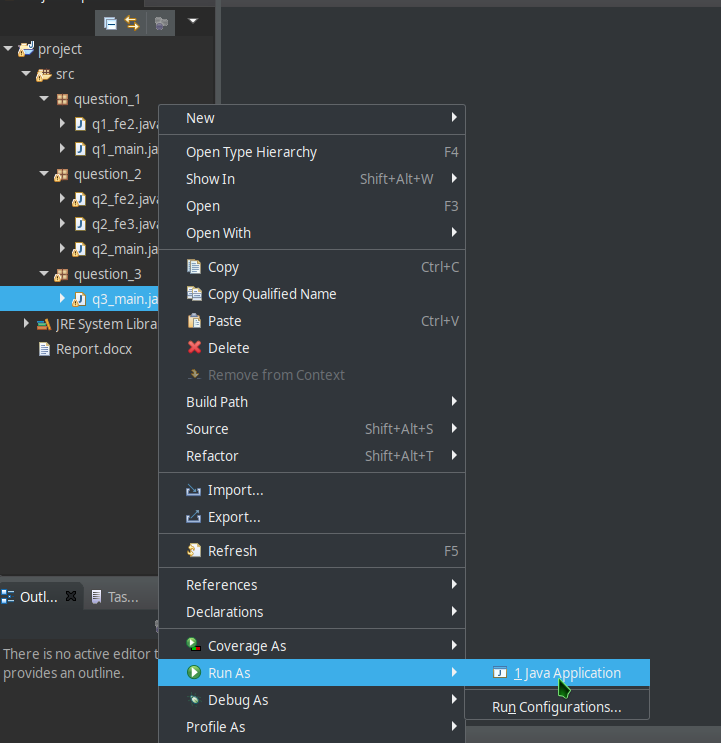 project
src
question_1
q1_fe2.java
q1_main.ja
question_2
q2_fe2.java
q2_fe3.java
q2_main.ja
question_3
q3_main.ja
JRE System Libra
Report.docx
New
Open Type Hierarchy F4
Show In Shift+Alt+W
Open F3
Open With
Copy Ctrl+C
Copy Qualified Name
Paste Ctrl+V
Delete
Remove from Context
Build Path
Source Shift+Alt+S
Refactor Shift+Alt+T
Import...
Export...
Refresh F5
References
Declarations
Coverage As
Run As
Debug As
Profile As
1 Java Application
Run Configurations...
Outl...
Tas...
There is no active editor t
provides an outline.